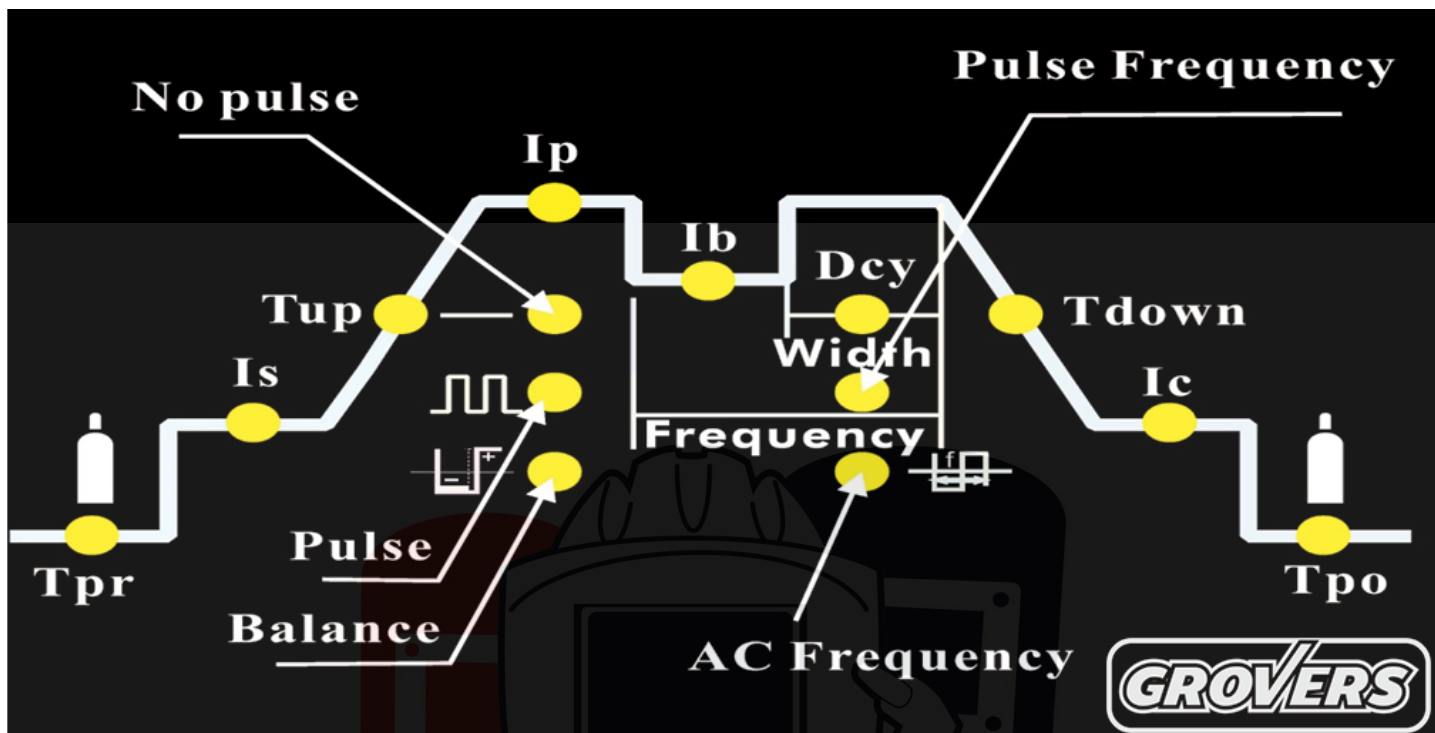 Pulse Frequency
No pulse
Ip
Ib
Dcy
Tup
Tdown
Width
Is
Ic
Frequency
+
−
f
Pulse
Tpr
Tpo
Balance
AC Frequency
GROVERS